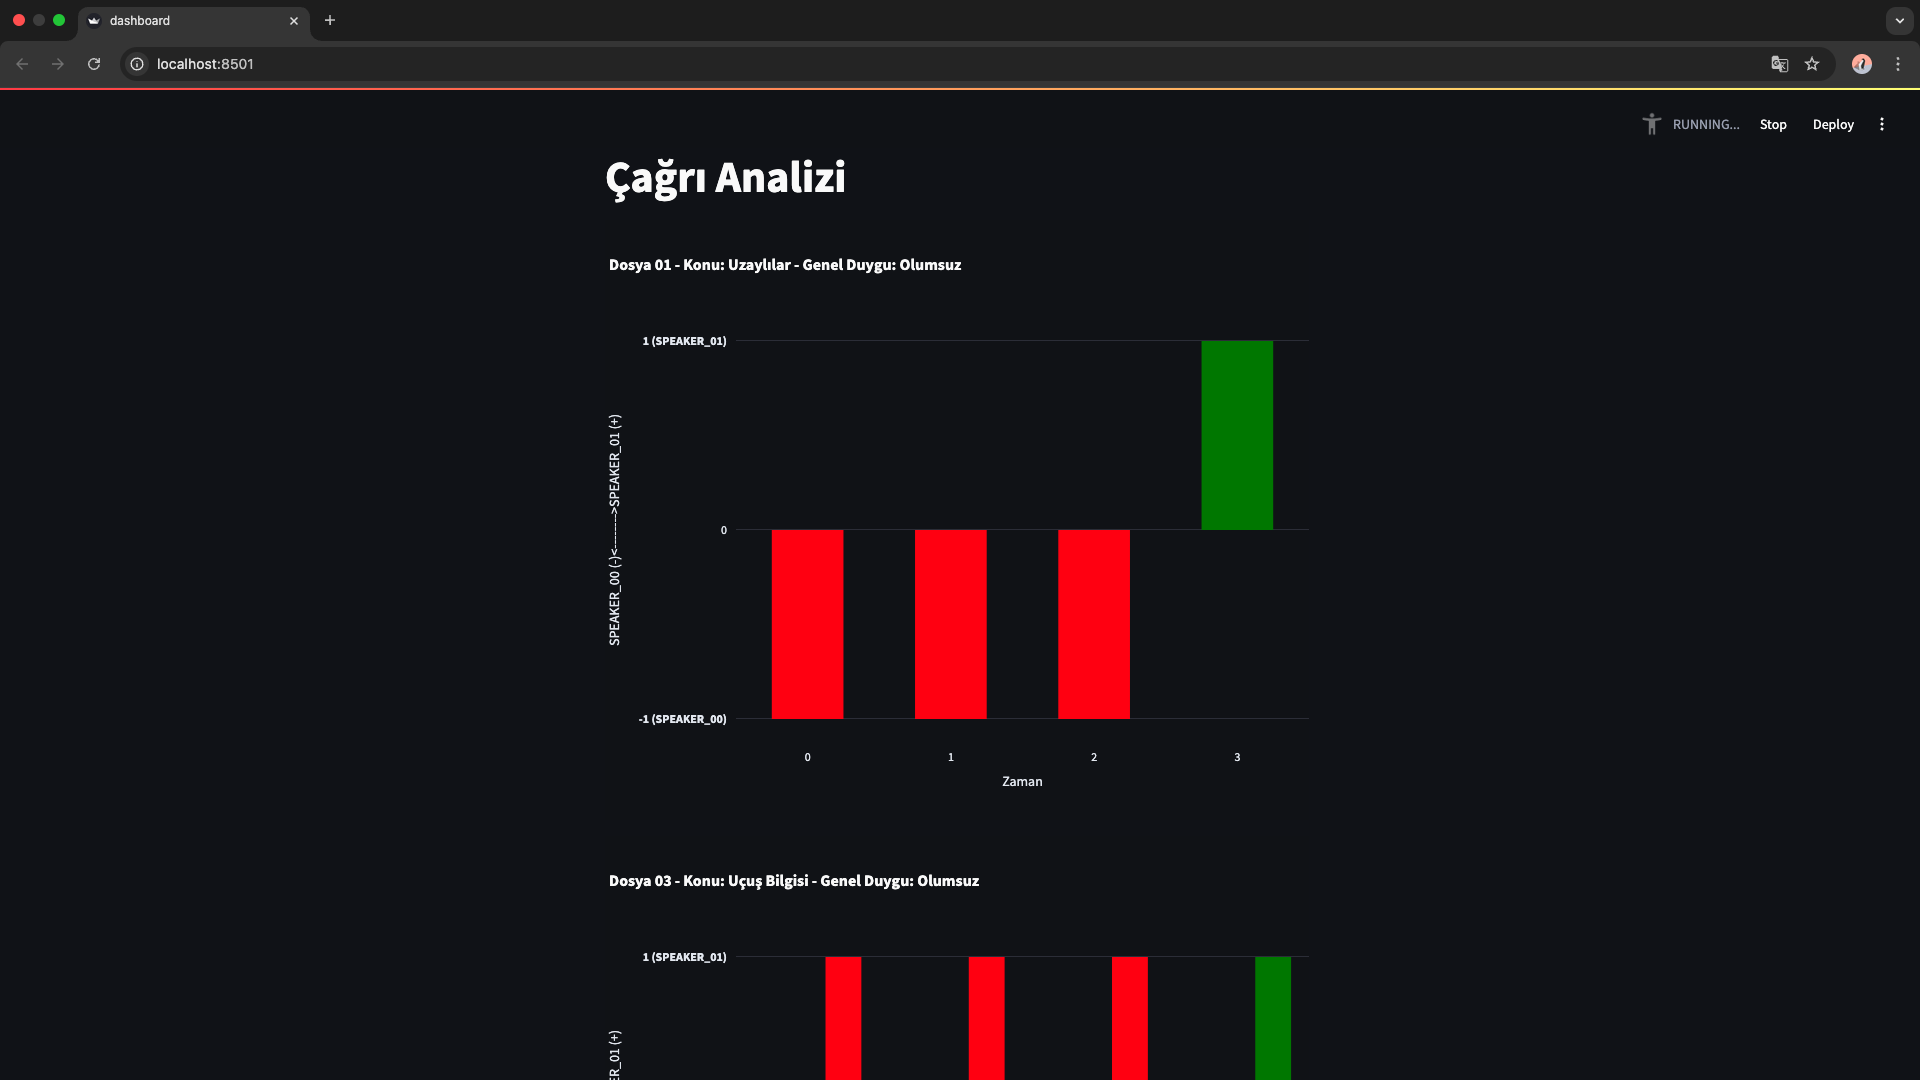 dashboard
localhost:8501
RUNNING...
Stop
Deploy
Çağrı Analizi
Dosya 01 - Konu: Uzaylılar - Genel Duygu: Olumsuz
1 (SPEAKER_01)
0
-1 (SPEAKER_00)
SPEAKER_00 (-)<-------->SPEAKER_01 (+)
0 1 2 3
Zaman
Dosya 03 - Konu: Uçuş Bilgisi - Genel Duygu: Olumsuz
1 (SPEAKER_01)
ER_01 (+)